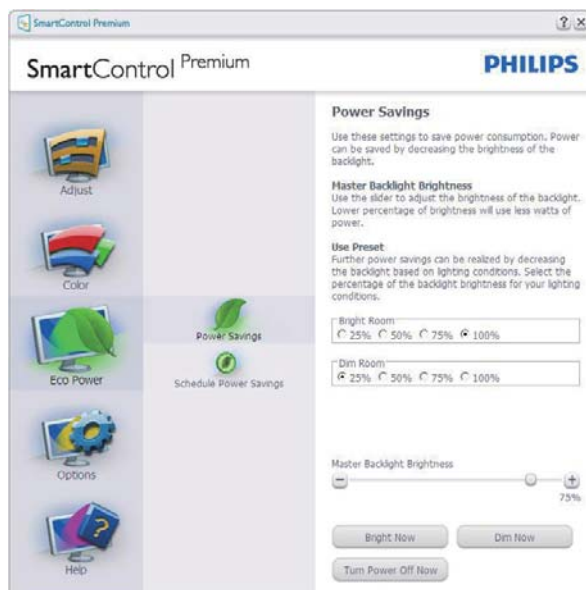 SmartControl Premium
SmartControl Premium
PHILIPS
Adjust
Color
Eco Power
Options
Help
Power Savings
Schedule Power Savings
Power Savings
Use these settings to save power consumption. Power
can be saved by decreasing the brightness of the
backlight.
Master Backlight Brightness
Use the slider to adjust the brightness of the backlight.
Lower percentage of brightness will use less watts of
power.
Use Preset
Further power savings can be realized by decreasing
the backlight based on lighting conditions. Select the
percentage of the backlight brightness for your lighting
conditions.
Bright Room
25% 50% 75% 100%
Dim Room
25% 50% 75% 100%
Master Backlight Brightness
75%
Bright Now
Dim Now
Turn Power Off Now